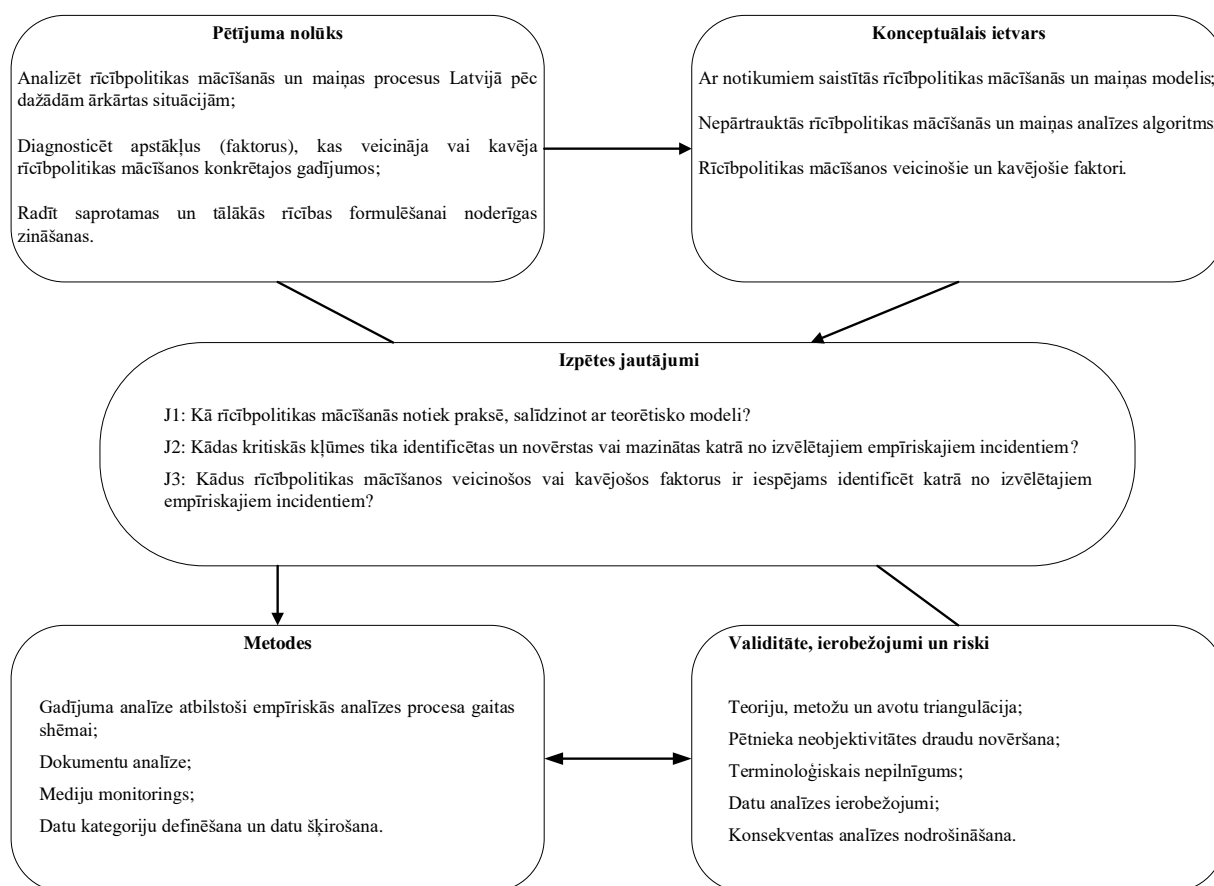 Pētījuma nolūks
Analizēt rīcībpolitikas mācīšanās un maiņas procesus Latvijā pēc
dažādām ārkārtas situācijām;
Diagnosticēt apstākļus (faktorus), kas veicināja vai kavēja
rīcībpolitikas mācīšanos konkrētajos gadījumos;
Radīt saprotamas un tālākās rīcības formulēšanai noderīgas
zināšanas.
Konceptuālais ietvars
Ar notikumiem saistītās rīcībpolitikas mācīšanās un maiņas modelis;
Nepārtrauktās rīcībpolitikas mācīšanās un maiņas analīzes algoritms
Rīcībpolitikas mācīšanos veicinošie un kavējošie faktori.
Izpētes jautājumi
J1: Kā rīcībpolitikas mācīšanās notiek praksē, salīdzinot ar teorētisko modeli?
J2: Kādas kritiskās kļūmes tika identificētas un novērstas vai mazinātas katrā no izvēlētajiem empīriskajiem incidentiem?
J3: Kādus rīcībpolitikas mācīšanos veicinošos vai kavējošos faktorus ir iespējams identificēt katrā no izvēlētajiem
empīriskajiem incidentiem?
Metodes
Gadījuma analīze atbilstoši empīriskās analīzes procesa gaitas
shēmai;
Dokumentu analīze;
Mediju monitorings;
Datu kategoriju definēšana un datu šķirošana.
Validitāte, ierobežojumi un riski
Teoriju, metožu un avotu triangulācija;
Pētnieka neobjektivitātes draudu novēršana;
Terminoloģiskais nepilnīgums;
Datu analīzes ierobežojumi;
Konsekventas analīzes nodrošināšana.